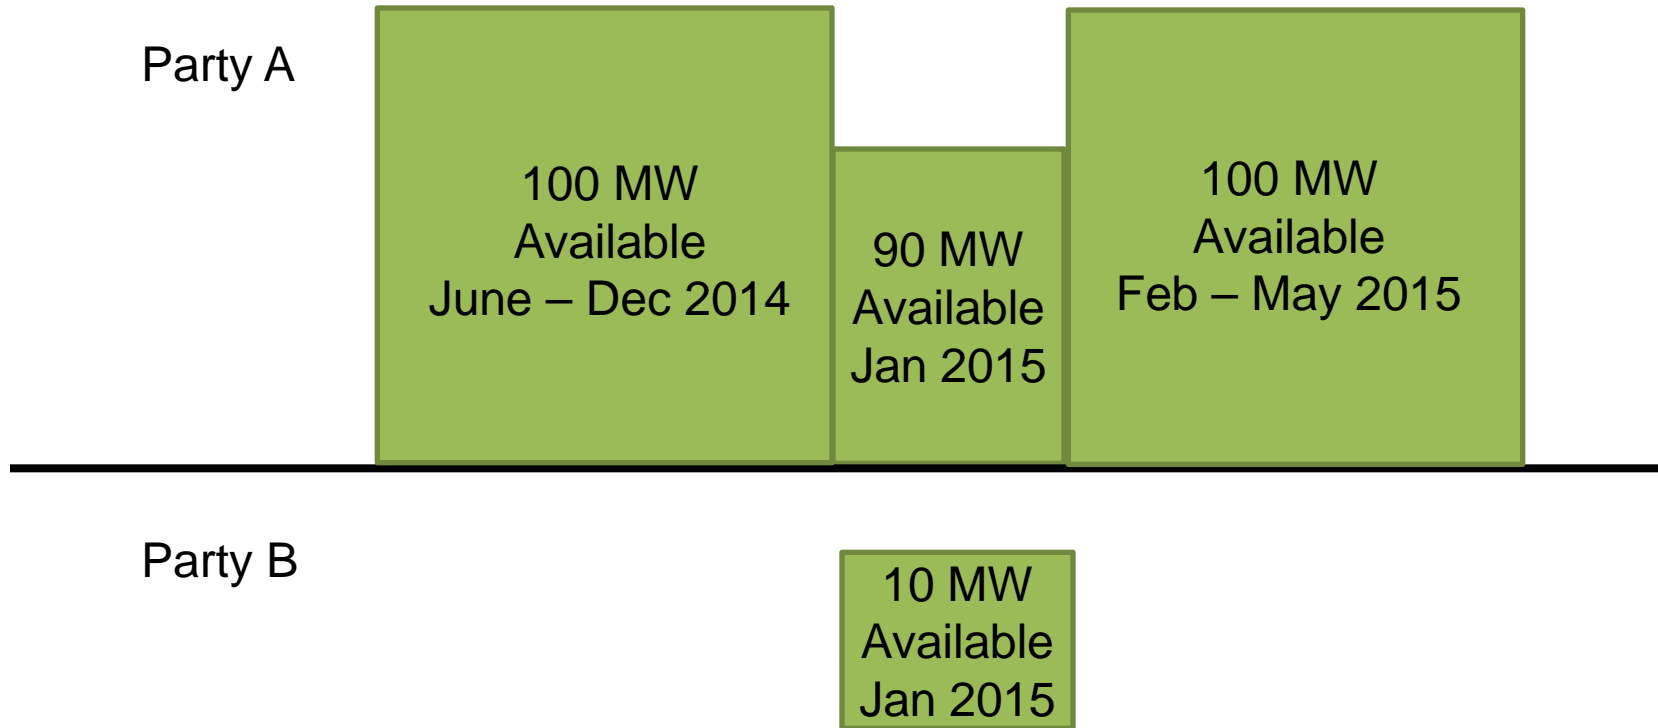 Party A
100 MW
Available
June – Dec 2014
90 MW
Available
Jan 2015
100 MW
Available
Feb – May 2015
Party B
10 MW
Available
Jan 2015